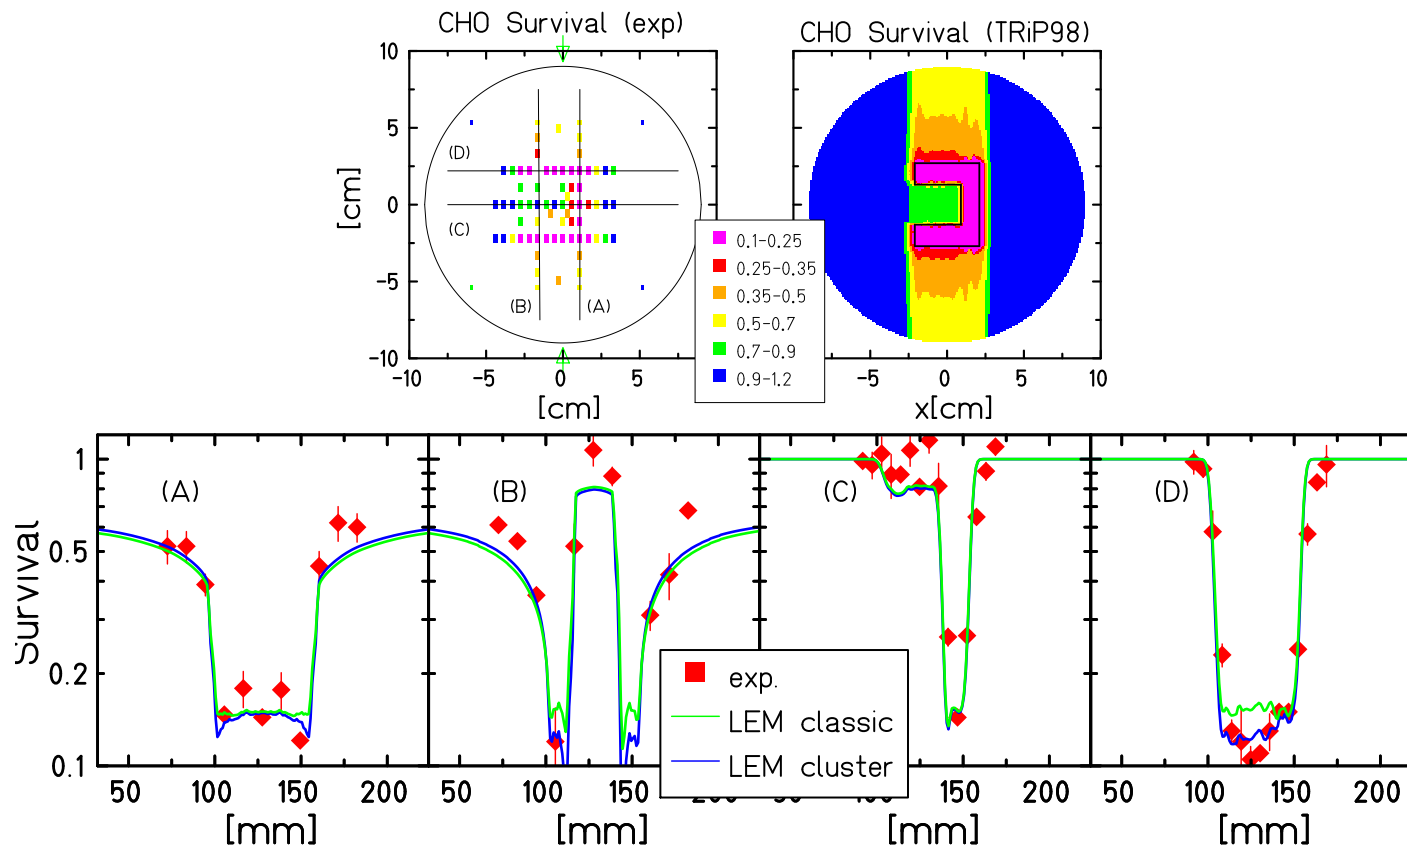 CHO Survival (exp)
CHO Survival (TRiP98)
10
5
0
−5
−10
[cm]
(D)
(C)
(B)
(A)
−10
−5
0
5
10
[cm]
0.1−0.25
0.25−0.35
0.35−0.5
0.5−0.7
0.7−0.9
0.9−1.2
−5
0
5
10
x[cm]
Survival
1
0.5
0.2
0.1
(A)
(B)
(C)
(D)
exp.
LEM classic
LEM cluster
50
100
150
200
[mm]
50
100
150
[mm]
150
200
[mm]
50
100
150
200
[mm]